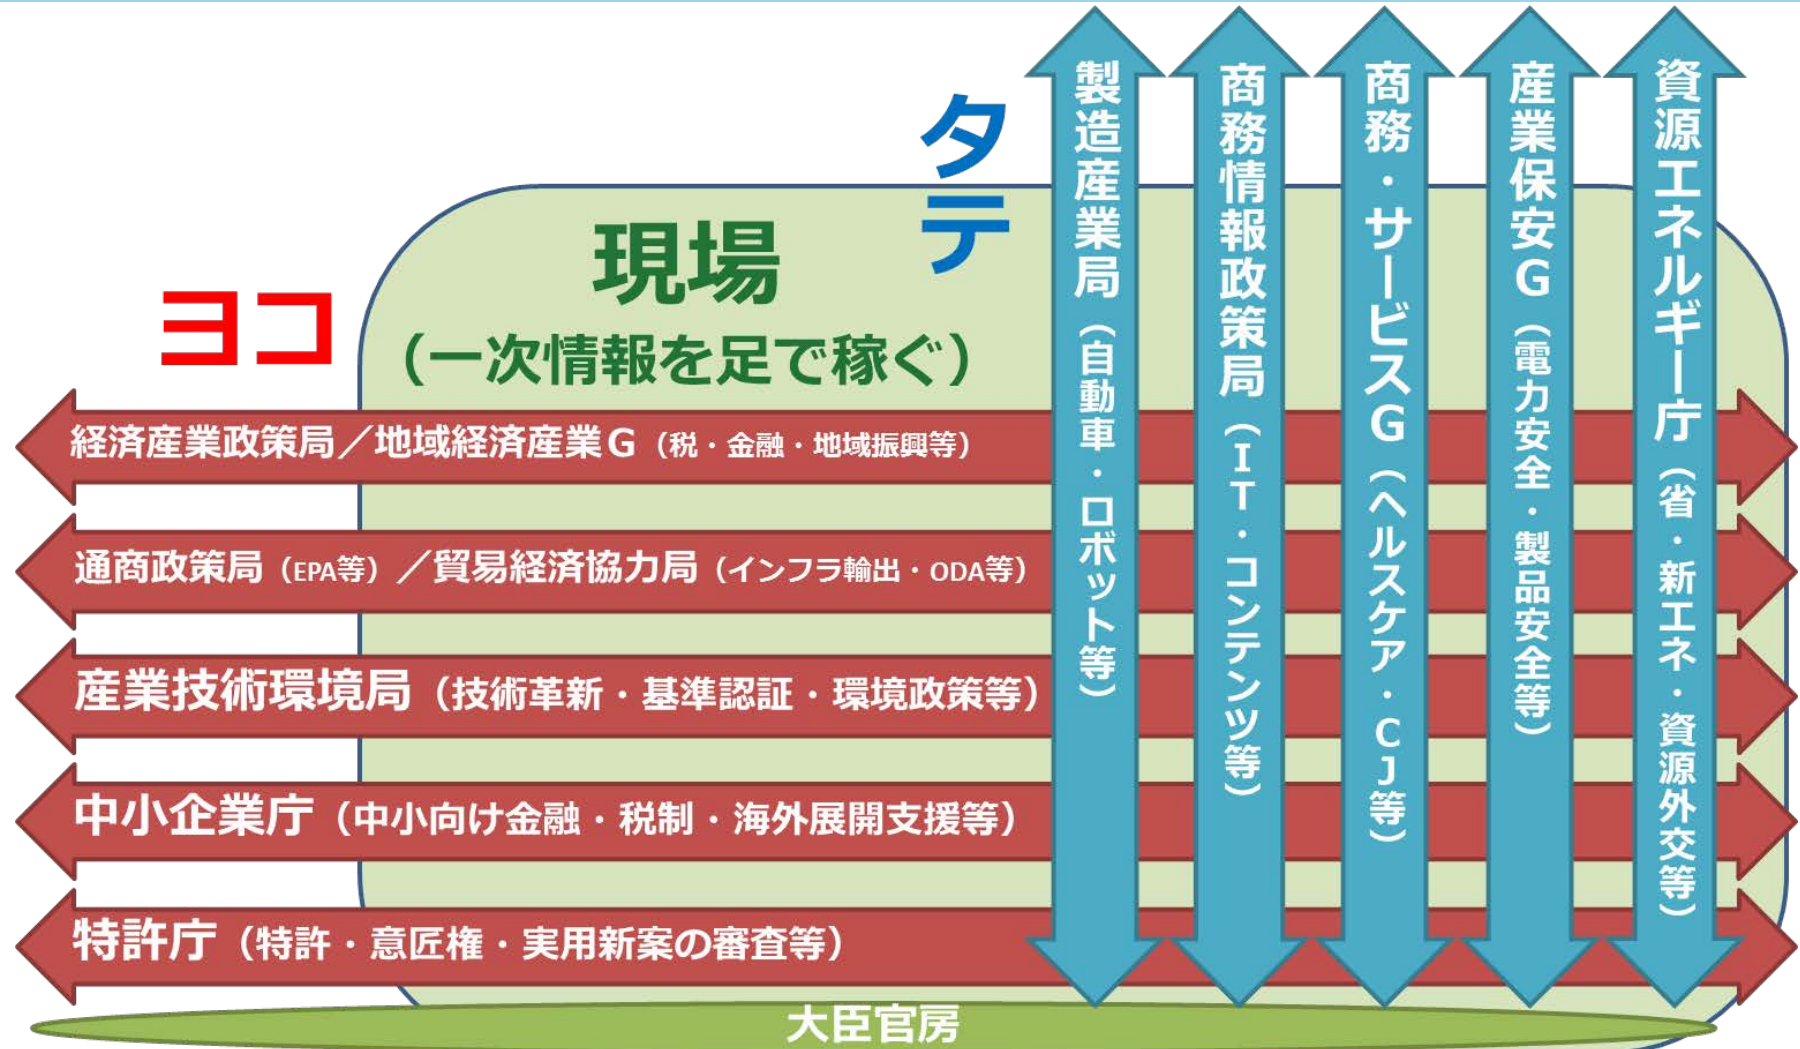 タテ
現場
（一次情報を足で稼ぐ）
ヨコ
経済産業政策局／地域経済産業G（税・金融・地域振興等）
通商政策局（EPA等）／貿易経済協力局（インフラ輸出・ODA等）
産業技術環境局（技術革新・基準認証・環境政策等）
中小企業庁（中小向け金融・税制・海外展開支援等）
特許庁（特許・意匠権・実用新案の審査等）
製造産業局（自動車・ロボット等）
商務情報政策局（IT・コンテンツ等）
商務・サービスG（ヘルスケア・CJ等）
産業保安G（電力安全・製品安全等）
資源エネルギー庁（省・新エネ・資源外交等）
大臣官房